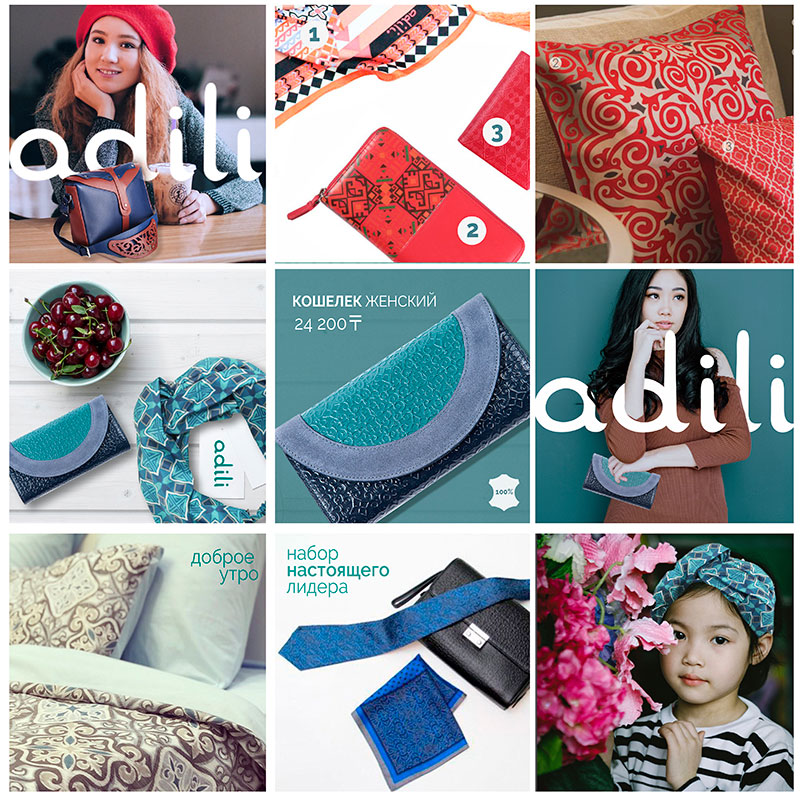 adili
1
3
2
2
3
adili
КОШЕЛЕК ЖЕНСКИЙ
24 200 ₸
100%
adili
доброе
утро
набор
настоящего
лидера